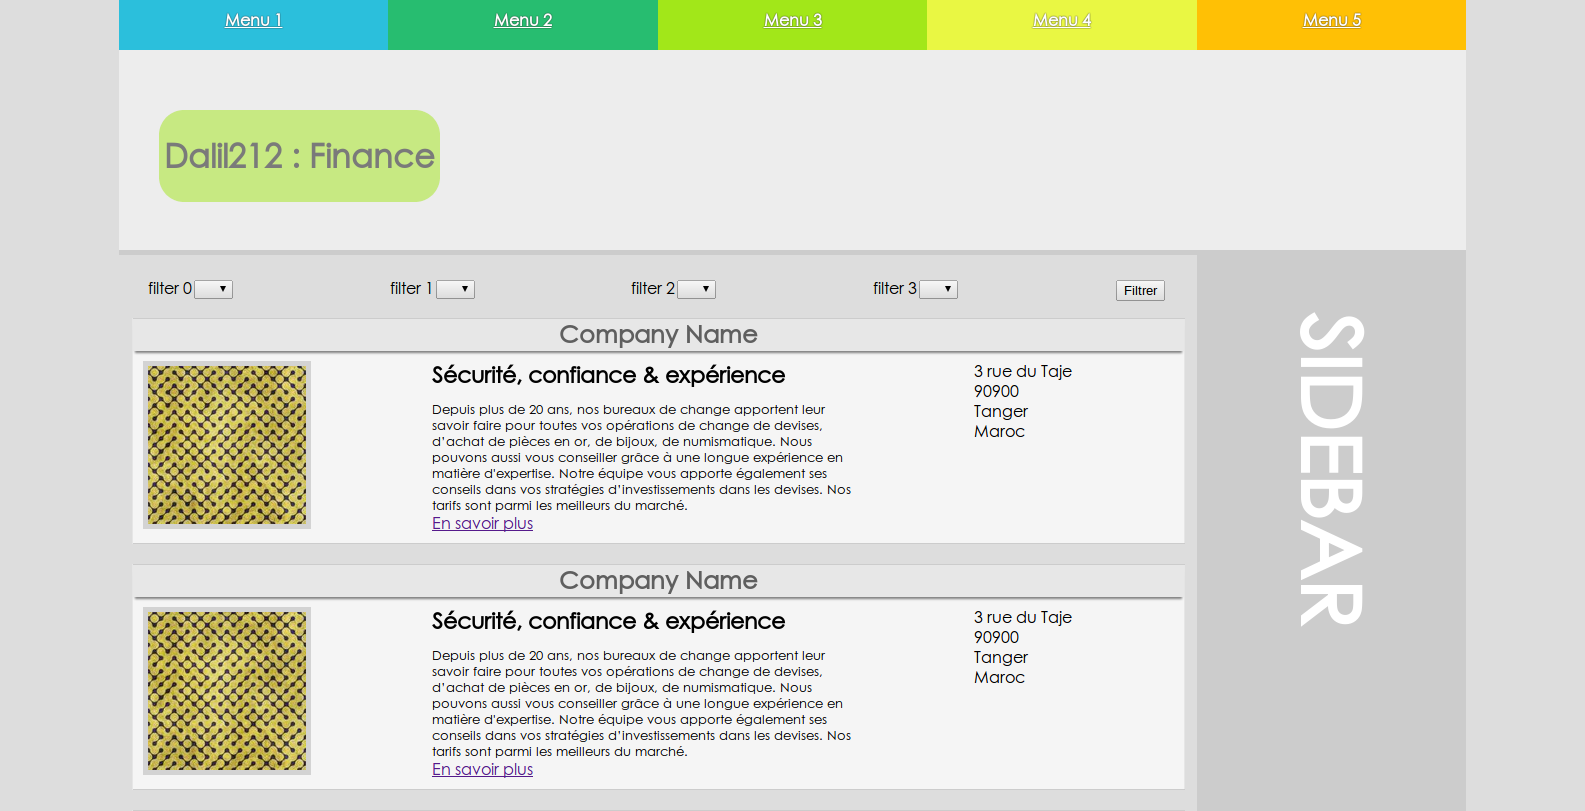 Menu 1 Menu 2 Menu 3 Menu 4 Menu 5
Dalil212 : Finance
filter 0 filter 1 filter 2 filter 3 Filtrer
Company Name
Sécurité, confiance & expérience
Depuis plus de 20 ans, nos bureaux de change apportent leur
savoir faire pour toutes vos opérations de change de devises,
d’achat de pièces en or, de bijoux, de numismatique. Nous
pouvons aussi vous conseiller grâce à une longue expérience en
matière d'expertise. Notre équipe vous apporte également ses
conseils dans vos stratégies d’investissements dans les devises. Nos
tarifs sont parmi les meilleurs du marché.
En savoir plus
3 rue du Taje
90900
Tanger
Maroc
Company Name
Sécurité, confiance & expérience
Depuis plus de 20 ans, nos bureaux de change apportent leur
savoir faire pour toutes vos opérations de change de devises,
d’achat de pièces en or, de bijoux, de numismatique. Nous
pouvons aussi vous conseiller grâce à une longue expérience en
matière d'expertise. Notre équipe vous apporte également ses
conseils dans vos stratégies d’investissements dans les devises. Nos
tarifs sont parmi les meilleurs du marché.
En savoir plus
3 rue du Taje
90900
Tanger
Maroc
SIDEBAR